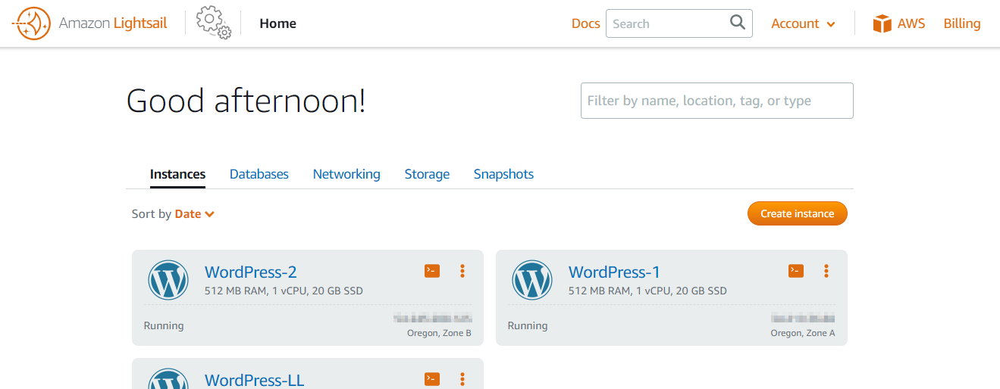 Amazon Lightsail
Home
Docs
Search
Account
AWS
Billing
Good afternoon!
Filter by name, location, tag, or type
Instances
Databases
Networking
Storage
Snapshots
Sort by Date
Create instance
WordPress-2
512 MB RAM, 1 vCPU, 20 GB SSD
Running
Oregon, Zone B
WordPress-1
512 MB RAM, 1 vCPU, 20 GB SSD
Running
Oregon, Zone A
WordPress-LL